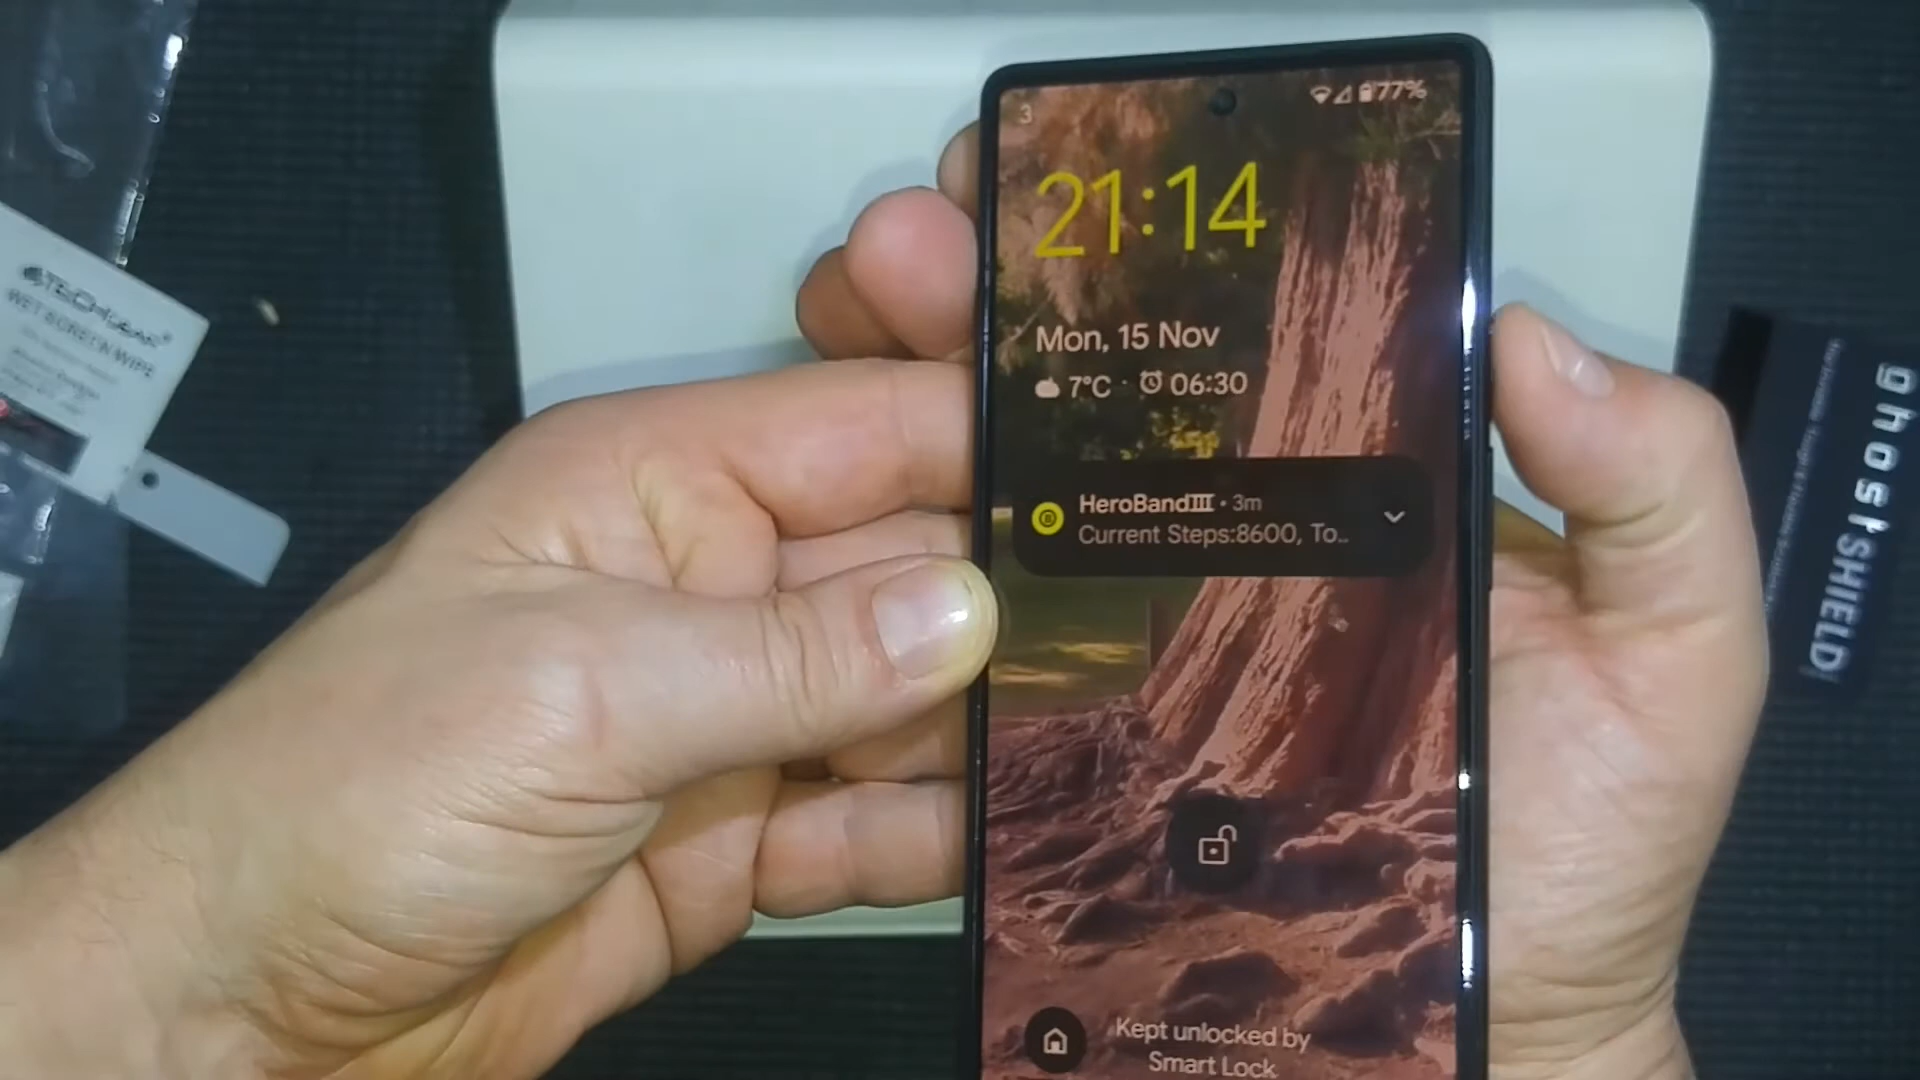 TECHGEAR®
WET SCREEN WIPE
3
77%
21:14
Mon, 15 Nov
7°C · 06:30
HeroBandIII • 3m
Current Steps:8600, To..
Kept unlocked by
Smart Lock
ghostSHIELD